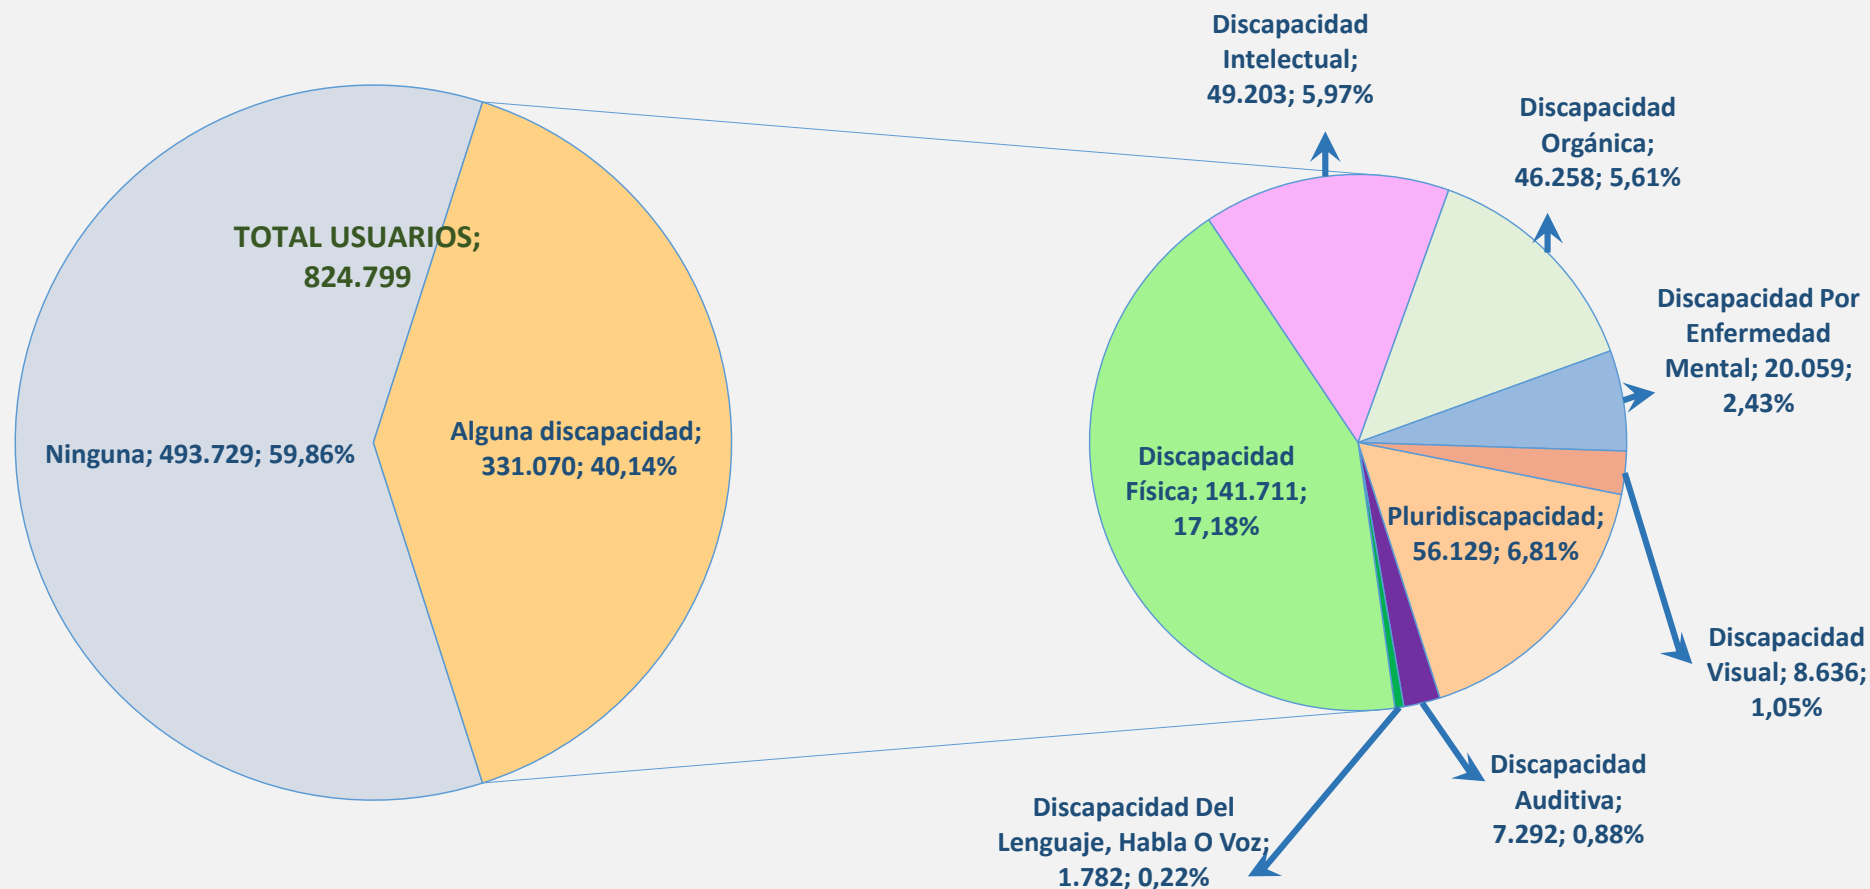 TOTAL USUARIOS;
824.799
Ninguna; 493.729; 59,86%
Alguna discapacidad;
331.070; 40,14%
Discapacidad
Intelectual;
49.203; 5,97%
Discapacidad
Orgánica;
46.258; 5,61%
Discapacidad Por
Enfermedad
Mental; 20.059;
2,43%
Discapacidad
Física; 141.711;
17,18%
Pluridiscapacidad;
56.129; 6,81%
Discapacidad
Visual; 8.636;
1,05%
Discapacidad
Auditiva;
7.292; 0,88%
Discapacidad Del
Lenguaje, Habla O Voz;
1.782; 0,22%